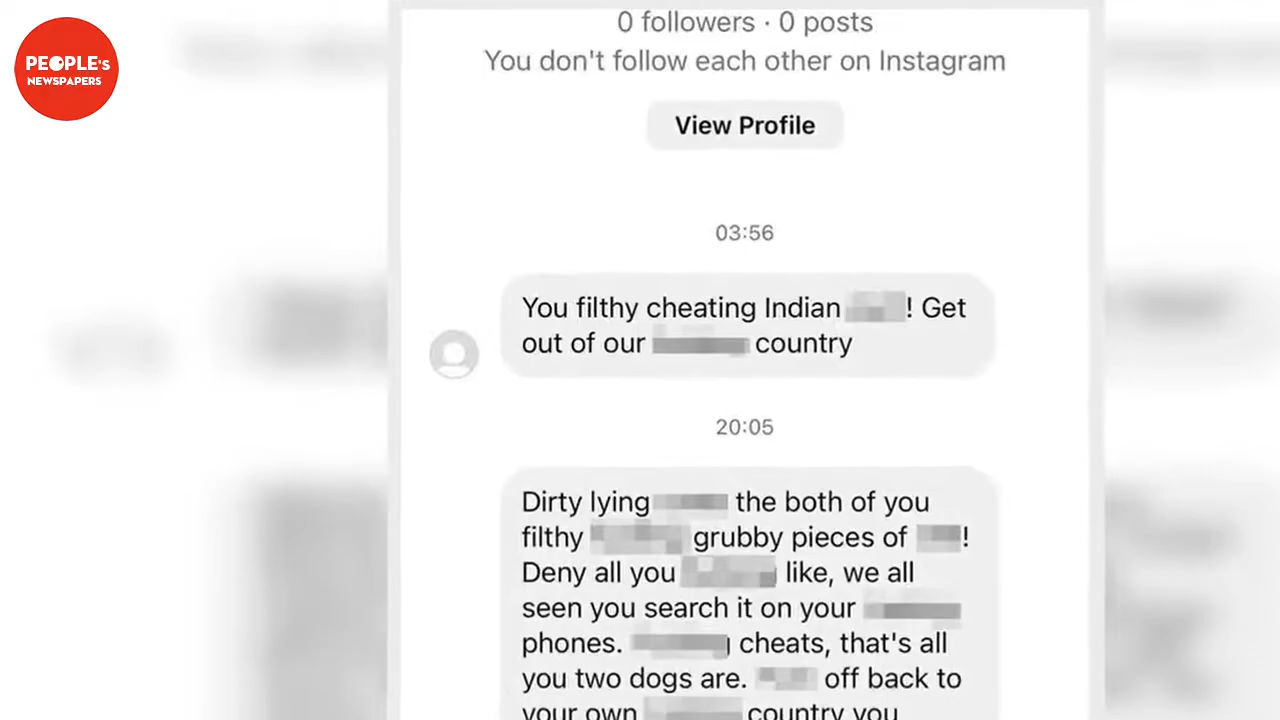 PEOPLE's
NEWSPAPERS
0 followers · 0 posts
You don't follow each other on Instagram
View Profile
03:56
You filthy cheating Indian ! Get
out of our country
20:05
Dirty lying the both of you
filthy grubby pieces of !
Deny all you like, we all
seen you search it on your
phones. cheats, that's all
you two dogs are. off back to
your own country you